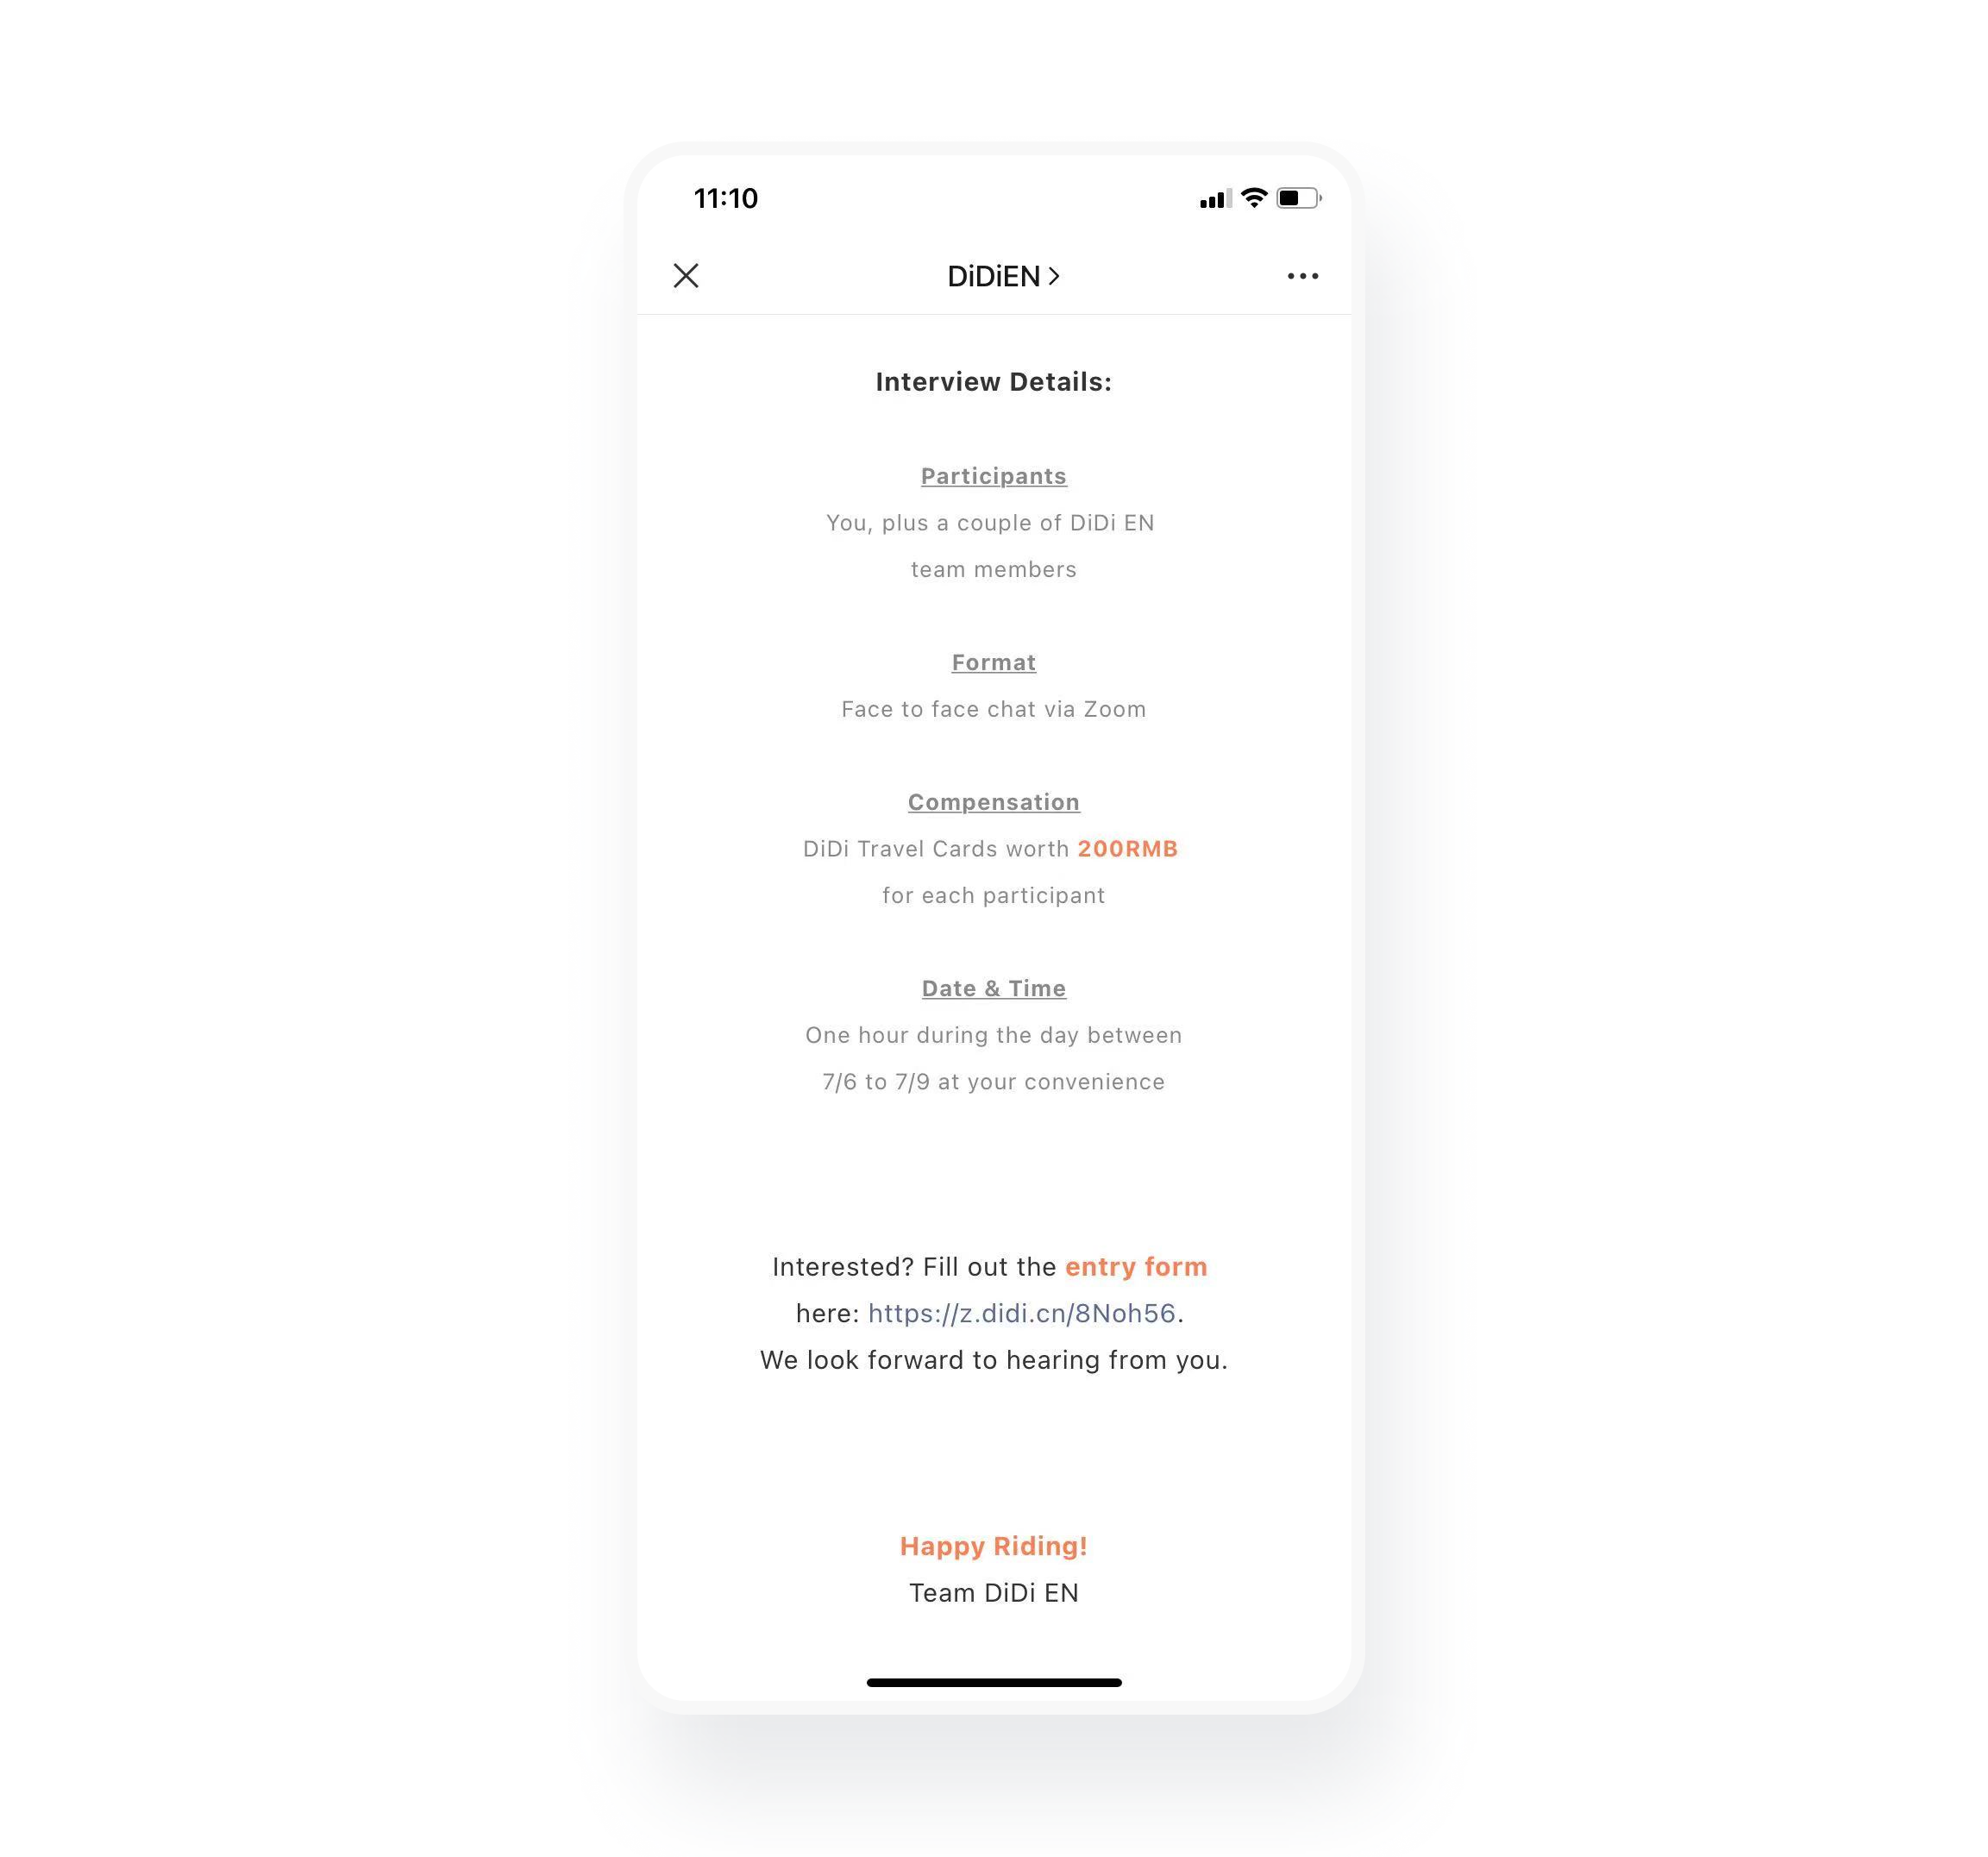 11:10
DiDiEN
Interview Details:
Participants
You, plus a couple of DiDi EN
team members
Format
Face to face chat via Zoom
Compensation
DiDi Travel Cards worth 200RMB
for each participant
Date & Time
One hour during the day between
7/6 to 7/9 at your convenience
Interested? Fill out the entry form
here: https://z.didi.cn/8Noh56.
We look forward to hearing from you.
Happy Riding!
Team DiDi EN